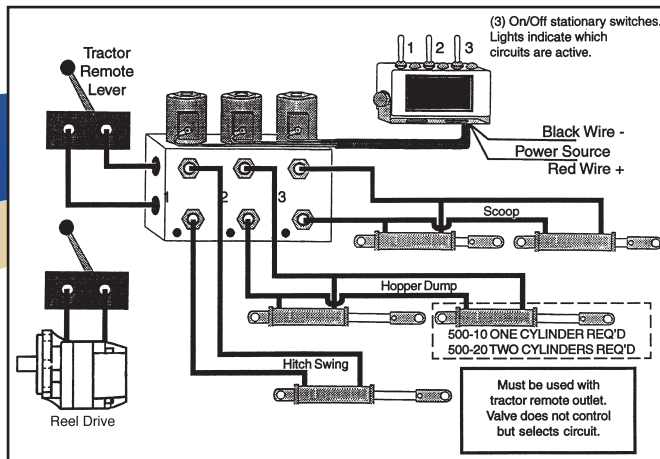 (3) On/Off stationary switches.
Lights indicate which
circuits are active.
Tractor
Remote
Lever
1 2 3
Black Wire -
Power Source
Red Wire +
1 2 3
Scoop
Hopper Dump
500-10 ONE CYLINDER REQ'D
500-20 TWO CYLINDERS REQ'D
Hitch Swing
Must be used with
tractor remote outlet.
Valve does not control
but selects circuit.
Reel Drive